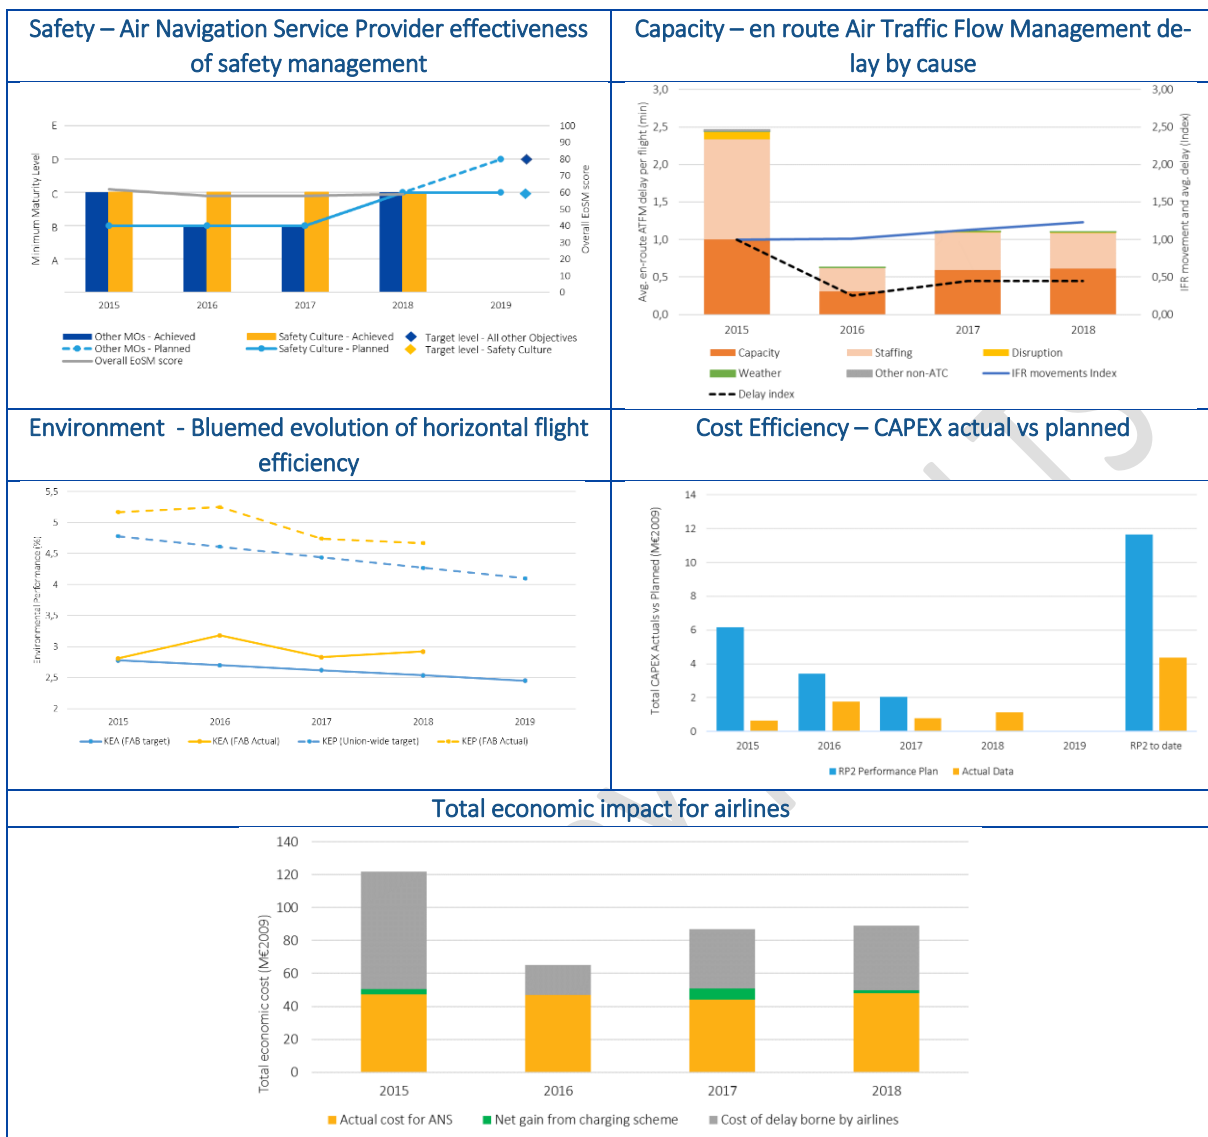 Safety – Air Navigation Service Provider effectiveness
of safety management
Capacity – en route Air Traffic Flow Management de-
lay by cause
Minimum Maturity Level
E
D
C
B
A
100
90
80
70
60
50
40
30
20
10
0
Overall EoSM score
2015
2016
2017
2018
2019
Other MOs - Achieved
Safety Culture - Achieved
Target level - All other Objectives
Other MOs - Planned
Safety Culture - Planned
Target level - Safety Culture
Overall EoSM score
Avg. en-route ATFM delay per flight (min)
3,0
2,5
2,0
1,5
1,0
0,5
0,0
3,00
2,50
2,00
1,50
1,00
0,50
0,00
IFR movement and avg. delay (Index)
2015
2016
2017
2018
Capacity
Staffing
Disruption
Weather
Other non-ATC
IFR movements Index
Delay index
Environment - Bluemed evolution of horizontal flight
efficiency
Cost Efficiency – CAPEX actual vs planned
Environmental Performance (%)
5,5
5
4,5
4
3,5
3
2,5
2
2015
2016
2017
2018
2019
KEA (FAB target)
KEA (FAB Actual)
KEP (Union-wide target)
KEP (FAB Actual)
Total CAPEX Actuals vs Planned (M€2009)
14
12
10
8
6
4
2
0
2015
2016
2017
2018
2019
RP2 to date
RP2 Performance Plan
Actual Data
Total economic impact for airlines
Total economic cost (M€2009)
140
120
100
80
60
40
20
0
2015
2016
2017
2018
Actual cost for ANS
Net gain from charging scheme
Cost of delay borne by airlines